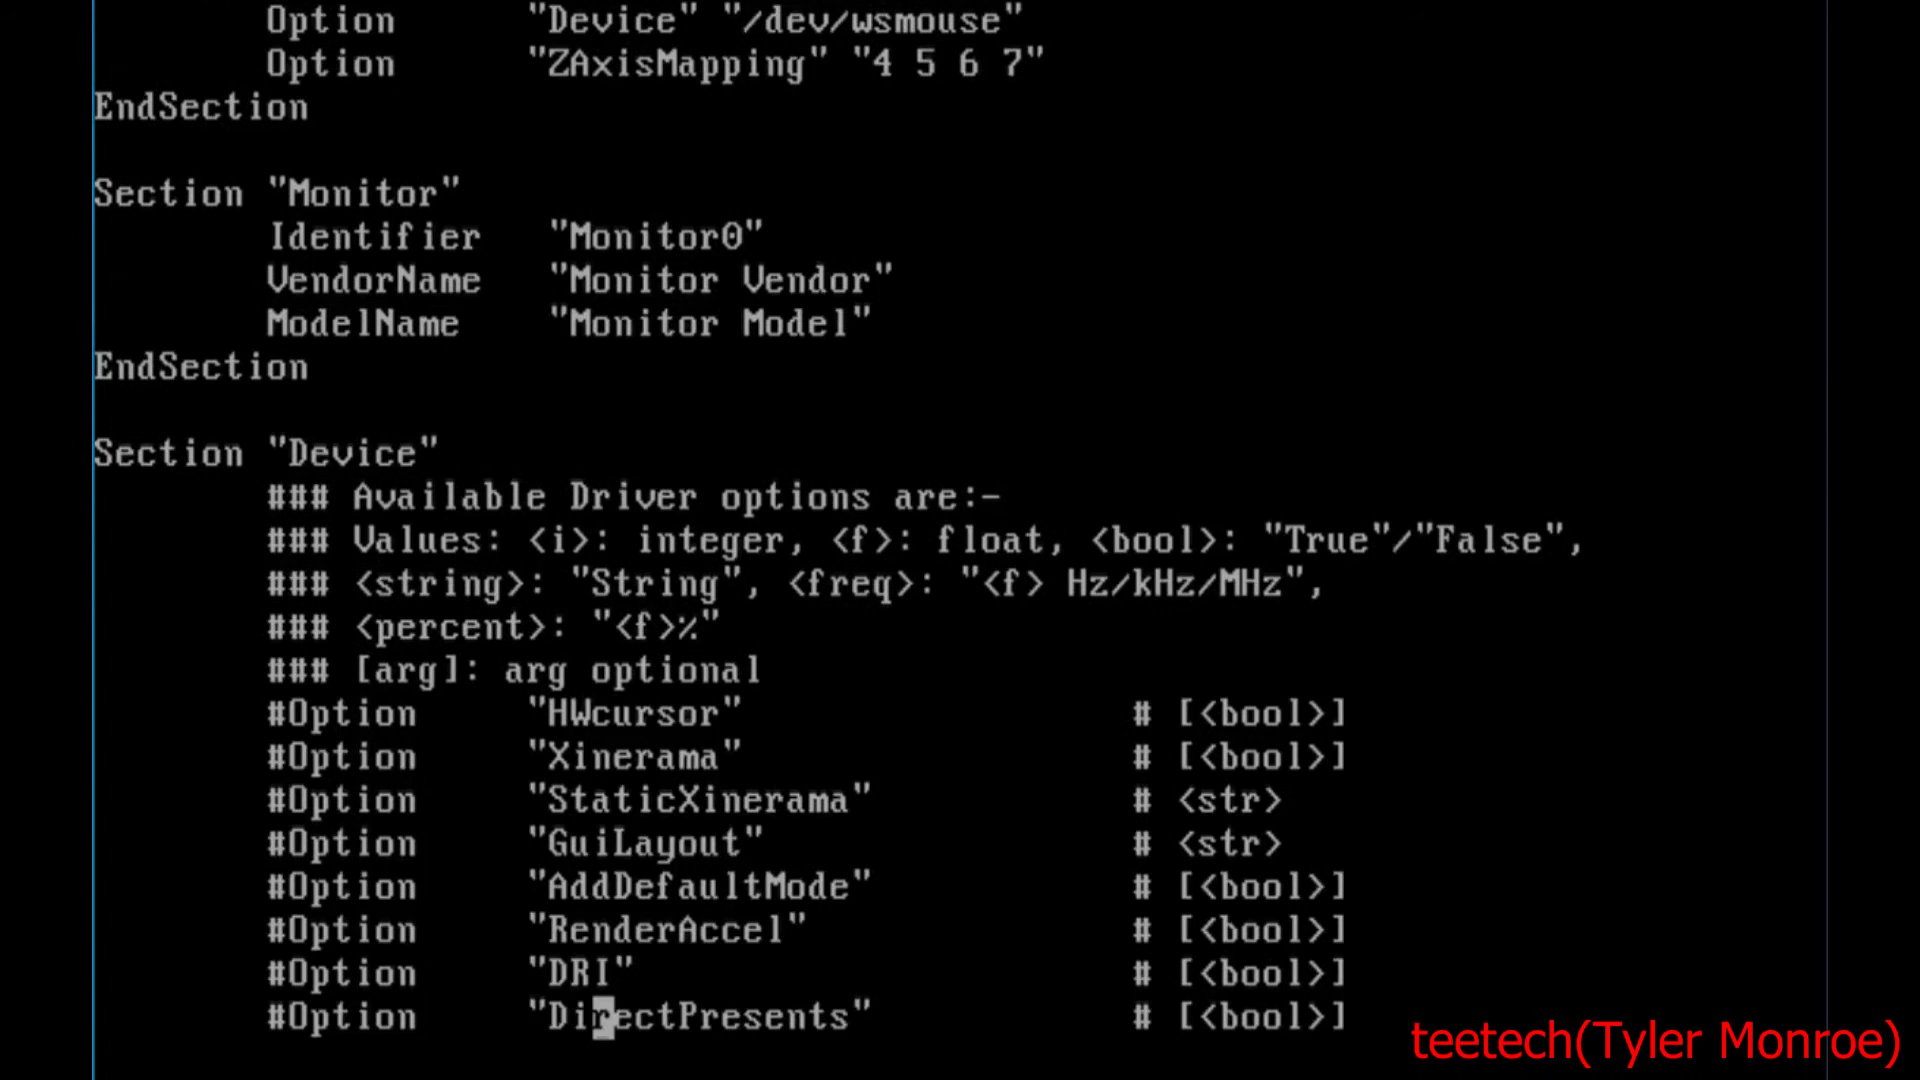 Option "Device" "/dev/wsmouse"
Option "ZAxisMapping" "4 5 6 7"
EndSection
Section "Monitor"
Identifier "Monitor0"
VendorName "Monitor Vendor"
ModelName "Monitor Model"
EndSection
Section "Device"
### Available Driver options are:-
### Values: <i>: integer, <f>: float, <bool>: "True"/"False",
### <string>: "String", <freq>: "<f> Hz/kHz/MHz",
### <percent>: "<f>%"
### [arg]: arg optional
#Option "HWcursor" # [<bool>]
#Option "Xinerama" # [<bool>]
#Option "StaticXinerama" # <str>
#Option "GuiLayout" # <str>
#Option "AddDefaultMode" # [<bool>]
#Option "RenderAccel" # [<bool>]
#Option "DRI" # [<bool>]
#Option "DirectPresents" # [<bool>]
teetech(Tyler Monroe)